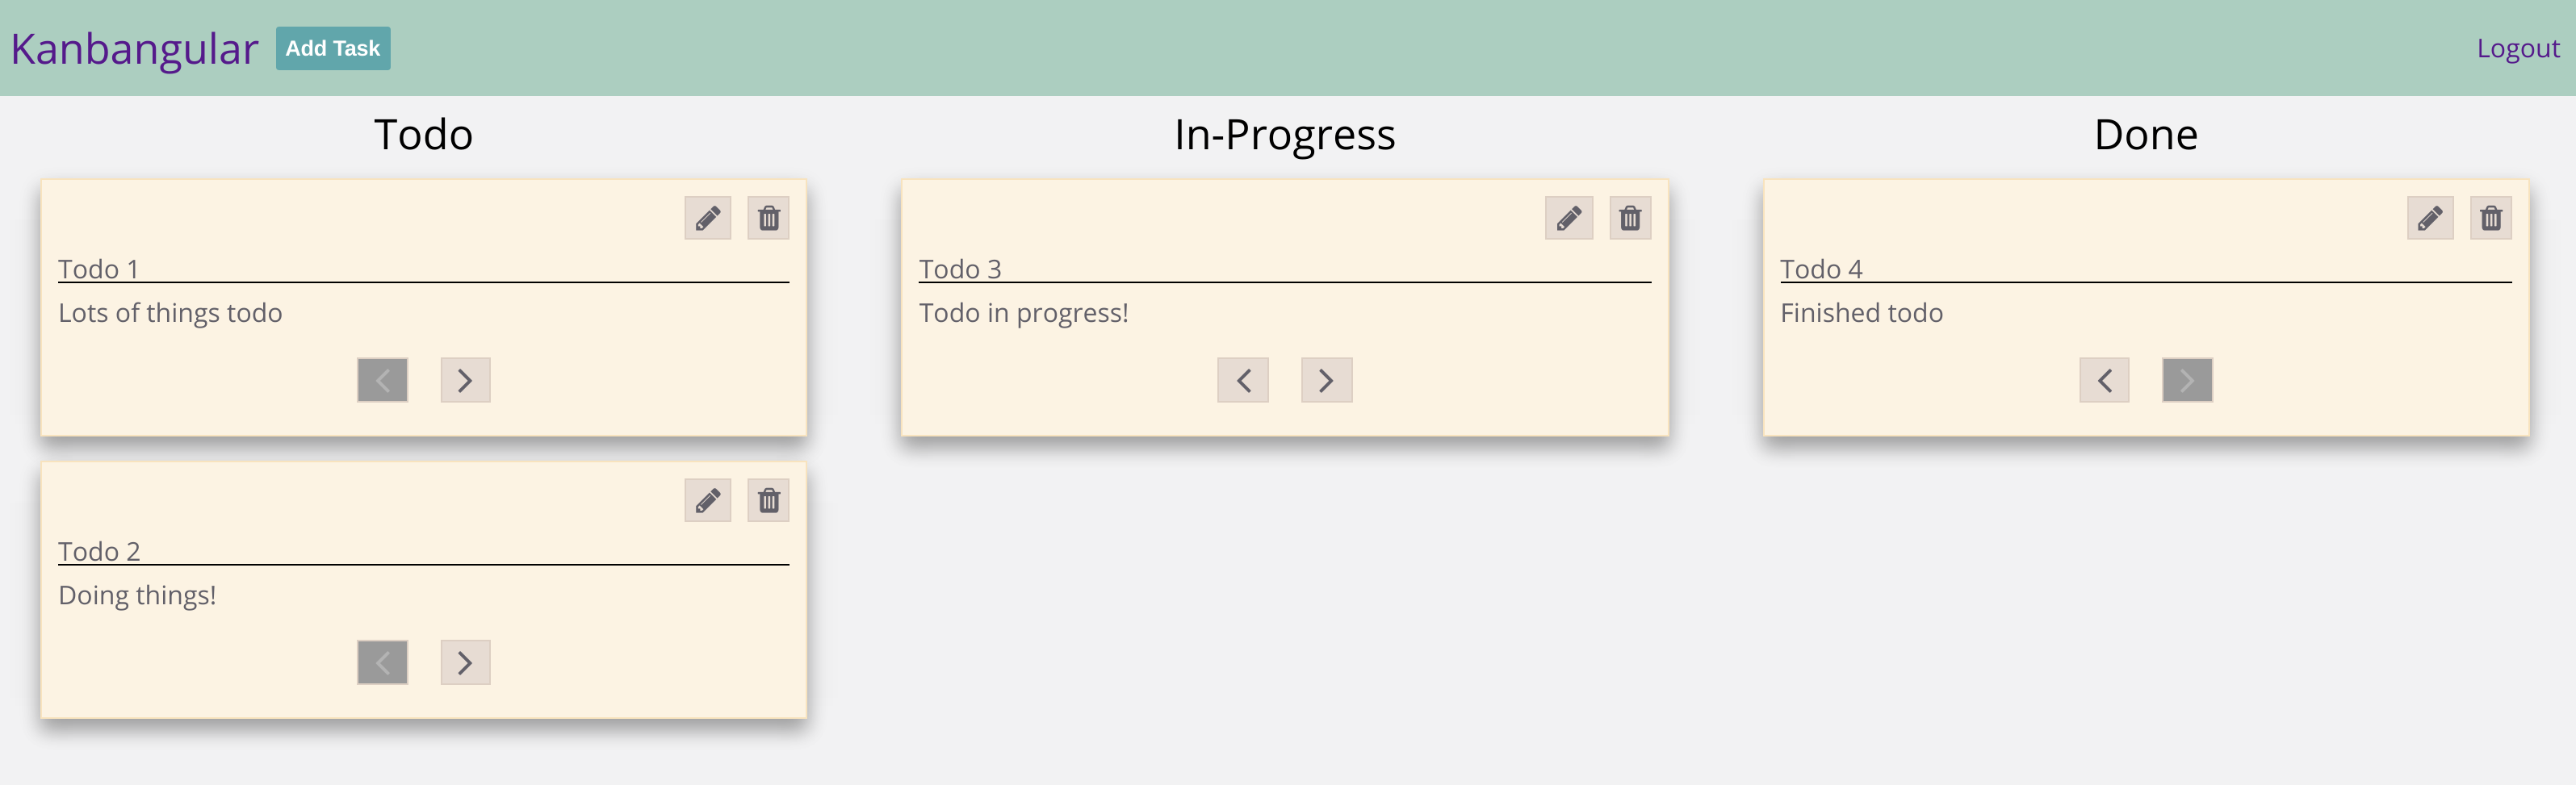 Kanbangular
Add Task
Logout
Todo
In-Progress
Done
Todo 1
Lots of things todo
Todo 2
Doing things!
Todo 3
Todo in progress!
Todo 4
Finished todo